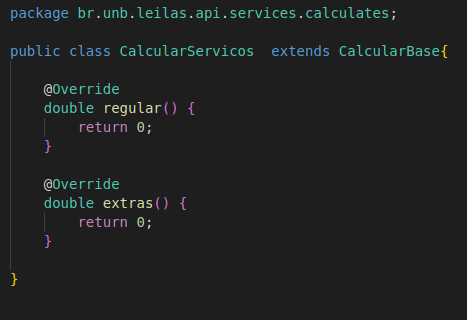 package br.unb.leilas.api.services.calculates;
public class CalcularServicos  extends CalcularBase{
@Override
double regular() {
return 0;
}
@Override
double extras() {
return 0;
}
}